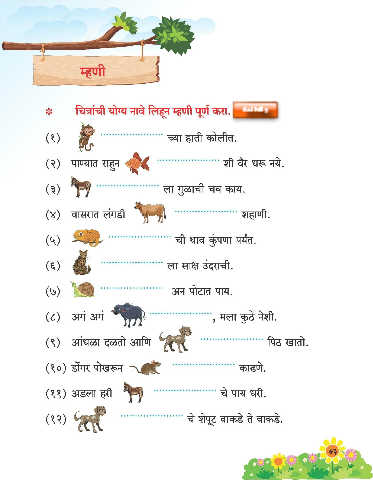 म्हणी
चित्रांची योग्य नावे लिहून म्हणी पूर्ण करा.
(१) .................. च्या हाती कोलीत.
(२) पाण्यात राहून .................. शी वैर धरू नये.
(३) .................. ला गुळाची चव काय.
(४) वासरात लंगडी .................. शहाणी.
(५) .................. ची धाव कुंपणा पर्यंत.
(६) .................. ला साक्ष उंदराची.
(७) .................. अन पोटात पाय.
(८) अगं अगं .................., मला कुठे नेशी.
(९) आंधळा दळतो आणि .................. पिठ खातो.
(१०) डोंगर पोखरून .................. काढणे.
(११) अडला हरी .................. चे पाय धरी.
(१२) .................. चे शेपूट वाकडे ते वाकडे.